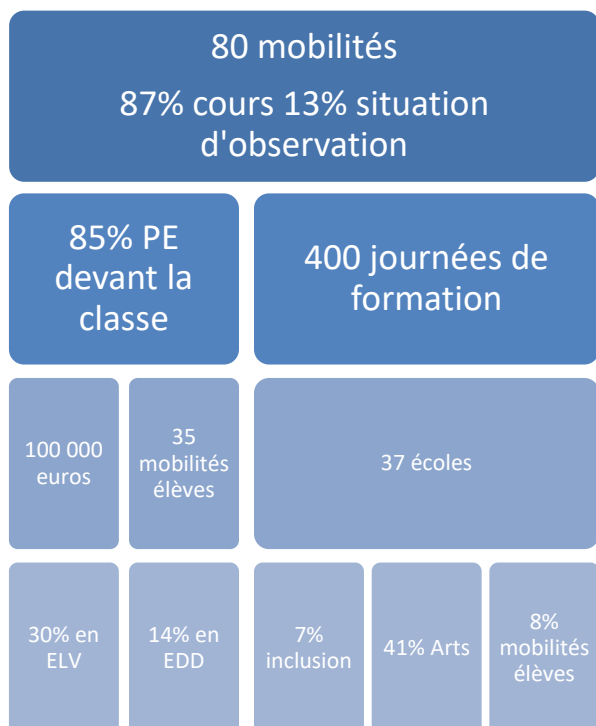 80 mobilités
87% cours 13% situation
d'observation
85% PE
devant la
classe
400 journées de
formation
100 000
euros
35
mobilités
élèves
37 écoles
30% en
ELV
14% en
EDD
7%
inclusion
41% Arts
8%
mobilités
élèves